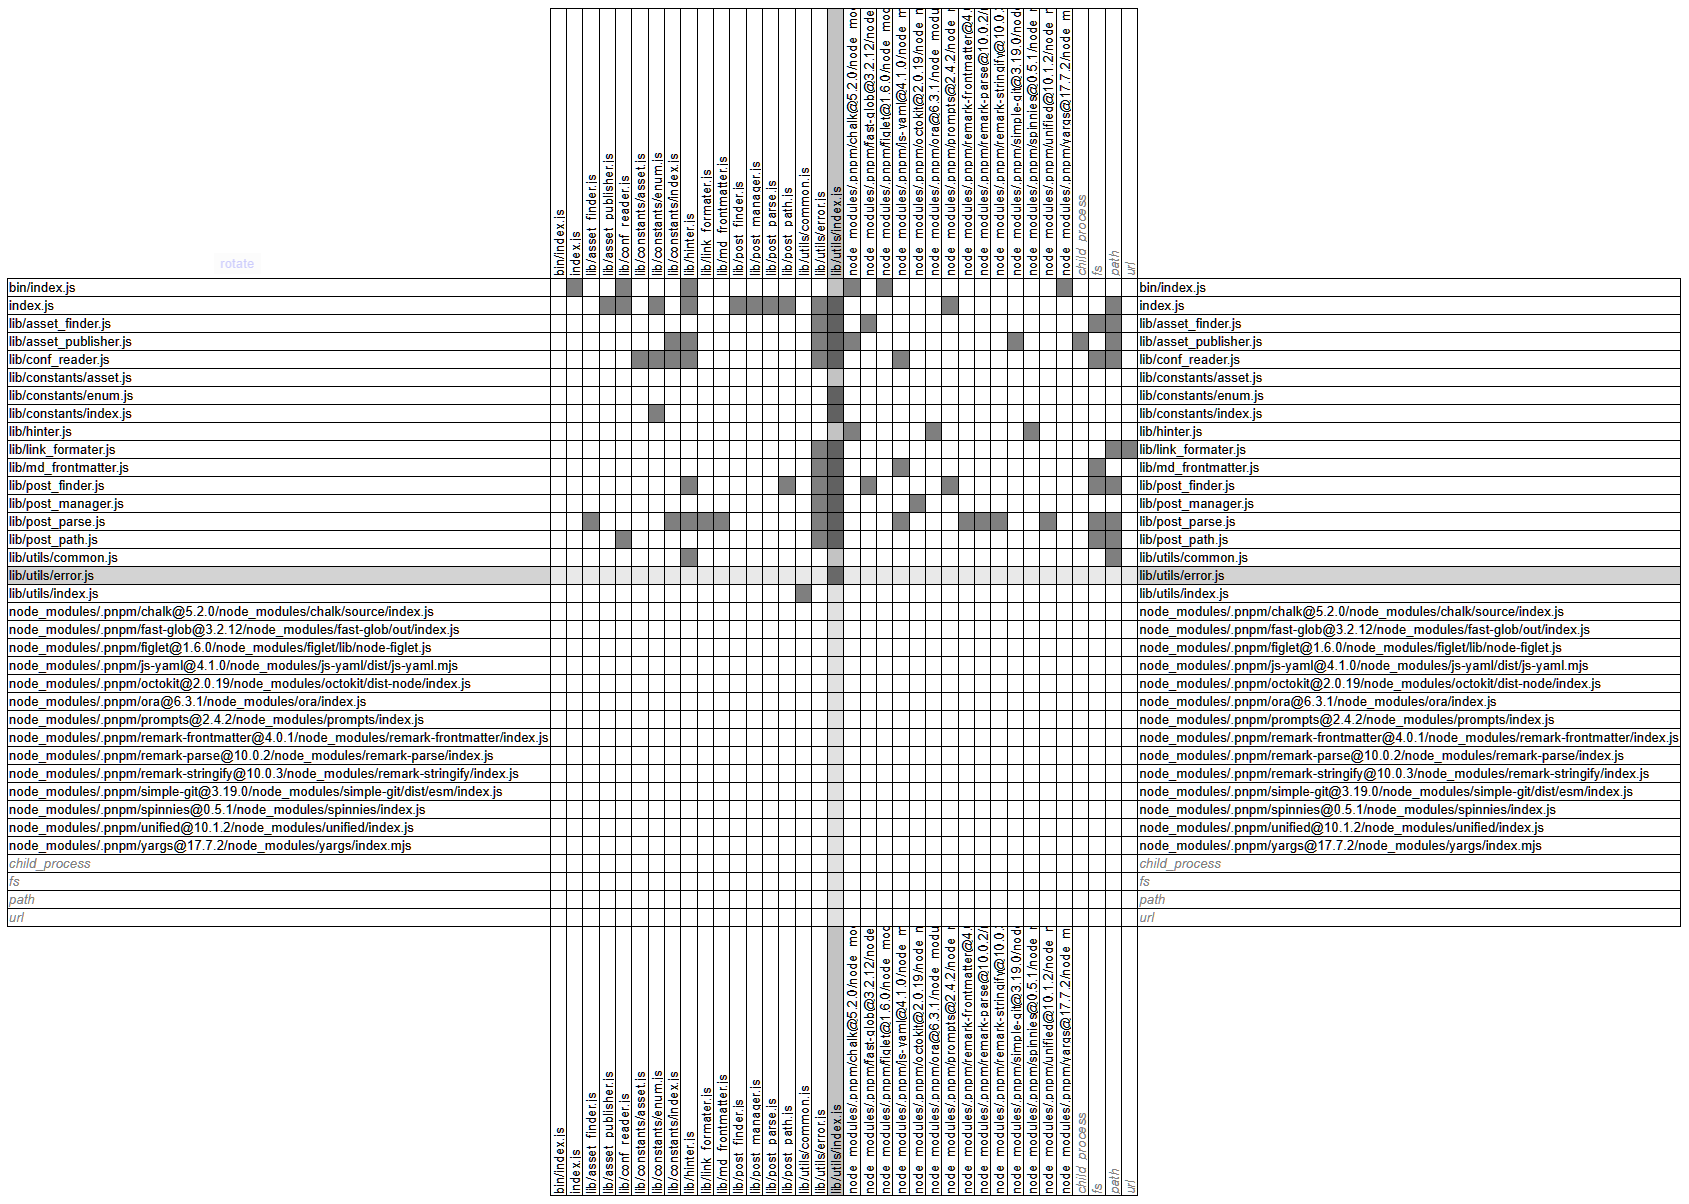 bin/index.js
index.js
lib/asset_finder.js
lib/asset_publisher.js
lib/conf_reader.js
lib/constants/asset.js
lib/constants/enum.js
lib/constants/index.js
lib/hinter.js
lib/link_formater.js
lib/md_frontmatter.js
lib/post_finder.js
lib/post_manager.js
lib/post_parse.js
lib/post_path.js
lib/utils/common.js
lib/utils/error.js
lib/utils/index.js
node_modules/.pnpm/chalk@5.2.0/node_mo
node_modules/.pnpm/fast-glob@3.2.12/node
node_modules/.pnpm/figlet@1.6.0/node_mo
node_modules/.pnpm/js-yaml@4.1.0/node_m
node_modules/.pnpm/octokit@2.0.19/node_m
node_modules/.pnpm/ora@6.3.1/node_modu
node_modules/.pnpm/prompts@2.4.2/node_m
node_modules/.pnpm/remark-frontmatter@4.
node_modules/.pnpm/remark-parse@10.0.2/
node_modules/.pnpm/remark-stringify@10.0.
node_modules/.pnpm/simple-git@3.19.0/nod
node_modules/.pnpm/spinnies@0.5.1/node_m
node_modules/.pnpm/unified@10.1.2/node_m
node_modules/.pnpm/yargs@17.7.2/node_m
child_process
fs
path
url
rotate
bin/index.js bin/index.js
index.js index.js
lib/asset_finder.js lib/asset_finder.js
lib/asset_publisher.js lib/asset_publisher.js
lib/conf_reader.js lib/conf_reader.js
lib/constants/asset.js lib/constants/asset.js
lib/constants/enum.js lib/constants/enum.js
lib/constants/index.js lib/constants/index.js
lib/hinter.js lib/hinter.js
lib/link_formater.js lib/link_formater.js
lib/md_frontmatter.js lib/md_frontmatter.js
lib/post_finder.js lib/post_finder.js
lib/post_manager.js lib/post_manager.js
lib/post_parse.js lib/post_parse.js
lib/post_path.js lib/post_path.js
lib/utils/common.js lib/utils/common.js
lib/utils/error.js lib/utils/error.js
lib/utils/index.js lib/utils/index.js
node_modules/.pnpm/chalk@5.2.0/node_modules/chalk/source/index.js node_modules/.pnpm/chalk@5.2.0/node_modules/chalk/source/index.js
node_modules/.pnpm/fast-glob@3.2.12/node_modules/fast-glob/out/index.js node_modules/.pnpm/fast-glob@3.2.12/node_modules/fast-glob/out/index.js
node_modules/.pnpm/figlet@1.6.0/node_modules/figlet/lib/node-figlet.js node_modules/.pnpm/figlet@1.6.0/node_modules/figlet/lib/node-figlet.js
node_modules/.pnpm/js-yaml@4.1.0/node_modules/js-yaml/dist/js-yaml.mjs node_modules/.pnpm/js-yaml@4.1.0/node_modules/js-yaml/dist/js-yaml.mjs
node_modules/.pnpm/octokit@2.0.19/node_modules/octokit/dist-node/index.js node_modules/.pnpm/octokit@2.0.19/node_modules/octokit/dist-node/index.js
node_modules/.pnpm/ora@6.3.1/node_modules/ora/index.js node_modules/.pnpm/ora@6.3.1/node_modules/ora/index.js
node_modules/.pnpm/prompts@2.4.2/node_modules/prompts/index.js node_modules/.pnpm/prompts@2.4.2/node_modules/prompts/index.js
node_modules/.pnpm/remark-frontmatter@4.0.1/node_modules/remark-frontmatter/index.js node_modules/.pnpm/remark-frontmatter@4.0.1/node_modules/remark-frontmatter/index.js
node_modules/.pnpm/remark-parse@10.0.2/node_modules/remark-parse/index.js node_modules/.pnpm/remark-parse@10.0.2/node_modules/remark-parse/index.js
node_modules/.pnpm/remark-stringify@10.0.3/node_modules/remark-stringify/index.js node_modules/.pnpm/remark-stringify@10.0.3/node_modules/remark-stringify/index.js
node_modules/.pnpm/simple-git@3.19.0/node_modules/simple-git/dist/esm/index.js node_modules/.pnpm/simple-git@3.19.0/node_modules/simple-git/dist/esm/index.js
node_modules/.pnpm/spinnies@0.5.1/node_modules/spinnies/index.js node_modules/.pnpm/spinnies@0.5.1/node_modules/spinnies/index.js
node_modules/.pnpm/unified@10.1.2/node_modules/unified/index.js node_modules/.pnpm/unified@10.1.2/node_modules/unified/index.js
node_modules/.pnpm/yargs@17.7.2/node_modules/yargs/index.mjs node_modules/.pnpm/yargs@17.7.2/node_modules/yargs/index.mjs
child_process child_process
fs fs
path path
url url
bin/index.js
index.js
lib/asset_finder.js
lib/asset_publisher.js
lib/conf_reader.js
lib/constants/asset.js
lib/constants/enum.js
lib/constants/index.js
lib/hinter.js
lib/link_formater.js
lib/md_frontmatter.js
lib/post_finder.js
lib/post_manager.js
lib/post_parse.js
lib/post_path.js
lib/utils/common.js
lib/utils/error.js
lib/utils/index.js
node_modules/.pnpm/chalk@5.2.0/node_mo
node_modules/.pnpm/fast-glob@3.2.12/node
node_modules/.pnpm/figlet@1.6.0/node_mo
node_modules/.pnpm/js-yaml@4.1.0/node_m
node_modules/.pnpm/octokit@2.0.19/node_m
node_modules/.pnpm/ora@6.3.1/node_modu
node_modules/.pnpm/prompts@2.4.2/node_m
node_modules/.pnpm/remark-frontmatter@4.
node_modules/.pnpm/remark-parse@10.0.2/
node_modules/.pnpm/remark-stringify@10.0.
node_modules/.pnpm/simple-git@3.19.0/nod
node_modules/.pnpm/spinnies@0.5.1/node_m
node_modules/.pnpm/unified@10.1.2/node_m
node_modules/.pnpm/yargs@17.7.2/node_m
child_process
fs
path
url